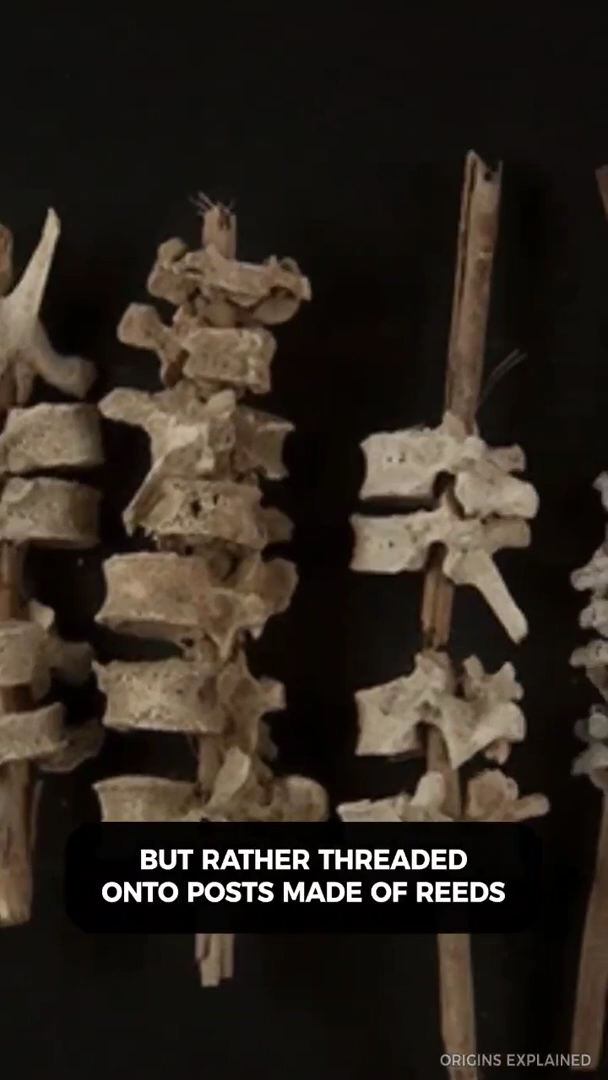 BUT RATHER THREADED
ONTO POSTS MADE OF REEDS
ORIGINS EXPLAINED